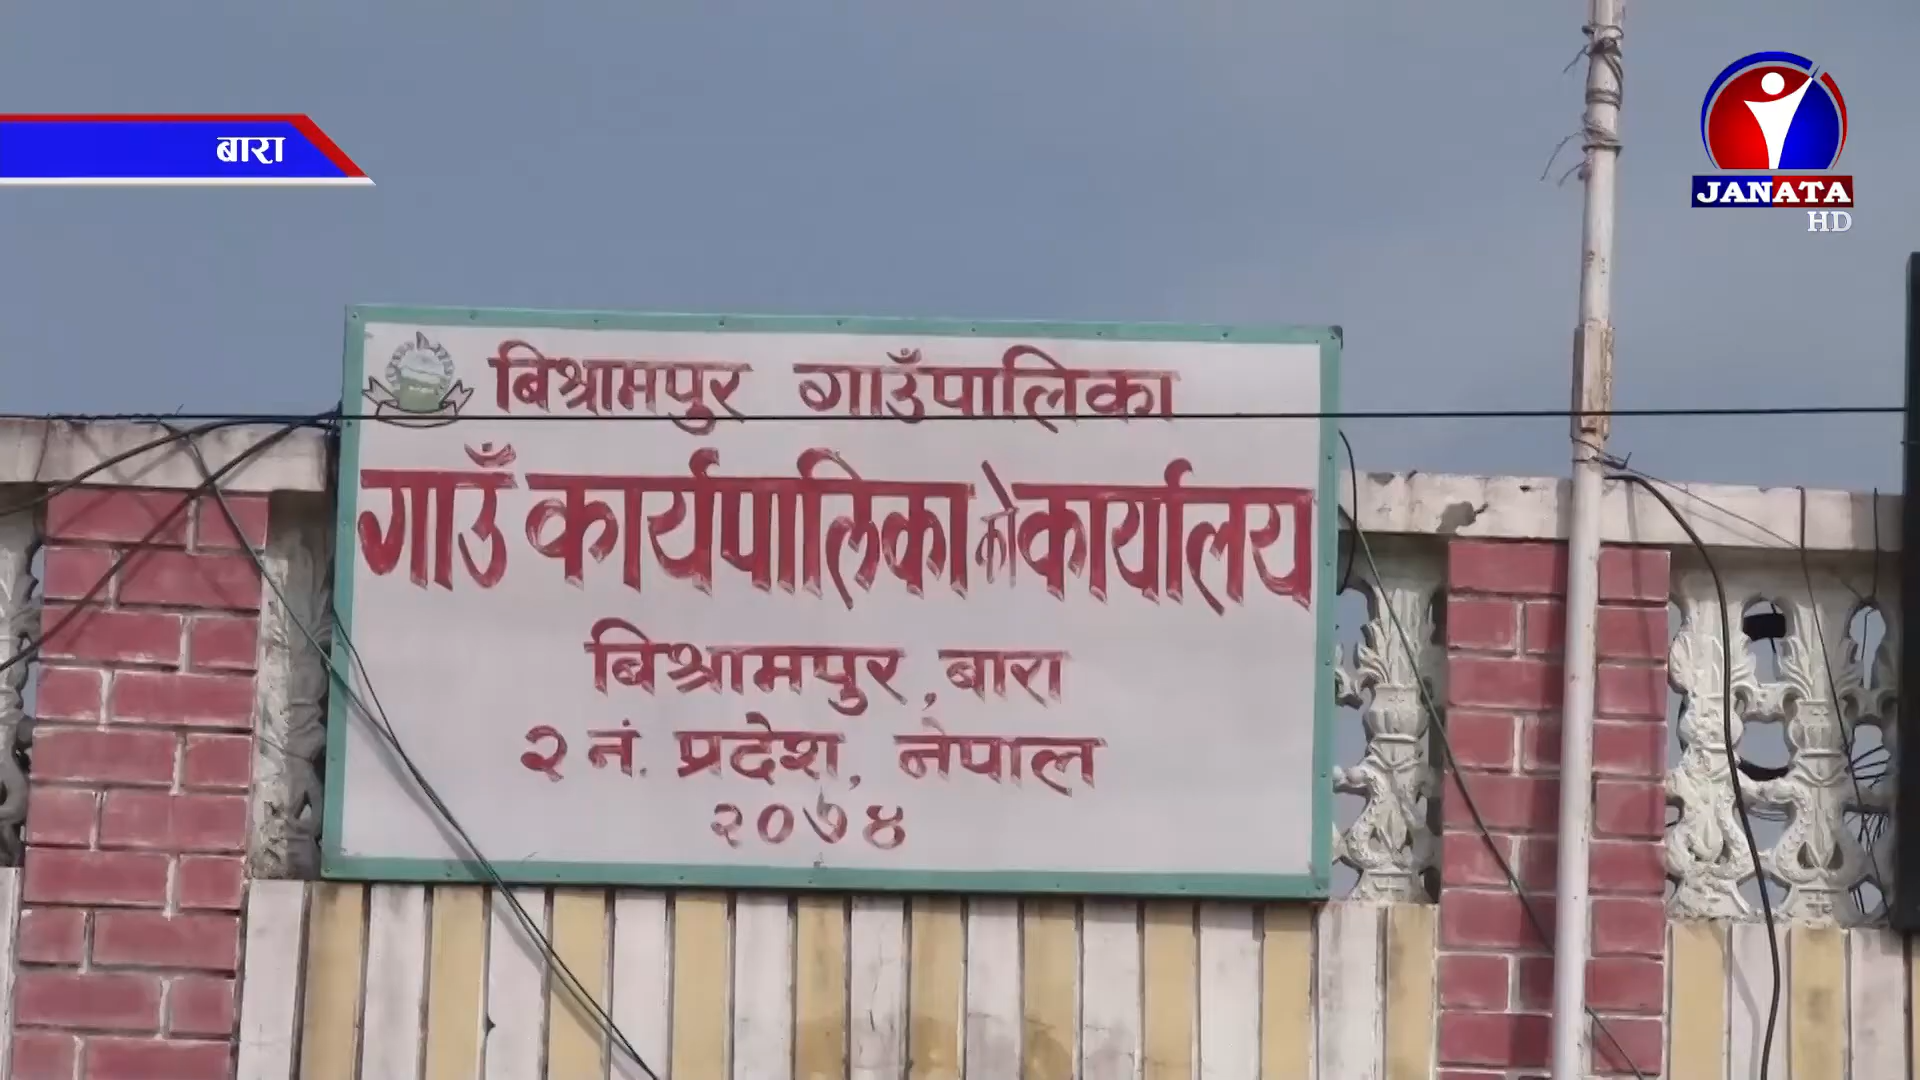 बारा
JANATA
HD
बिश्रामपुर गाउँपालिका
गाउँ कार्यपालिकाको कार्यालय
बिश्रामपुर, बारा
२ नं. प्रदेश, नेपाल
२०७४